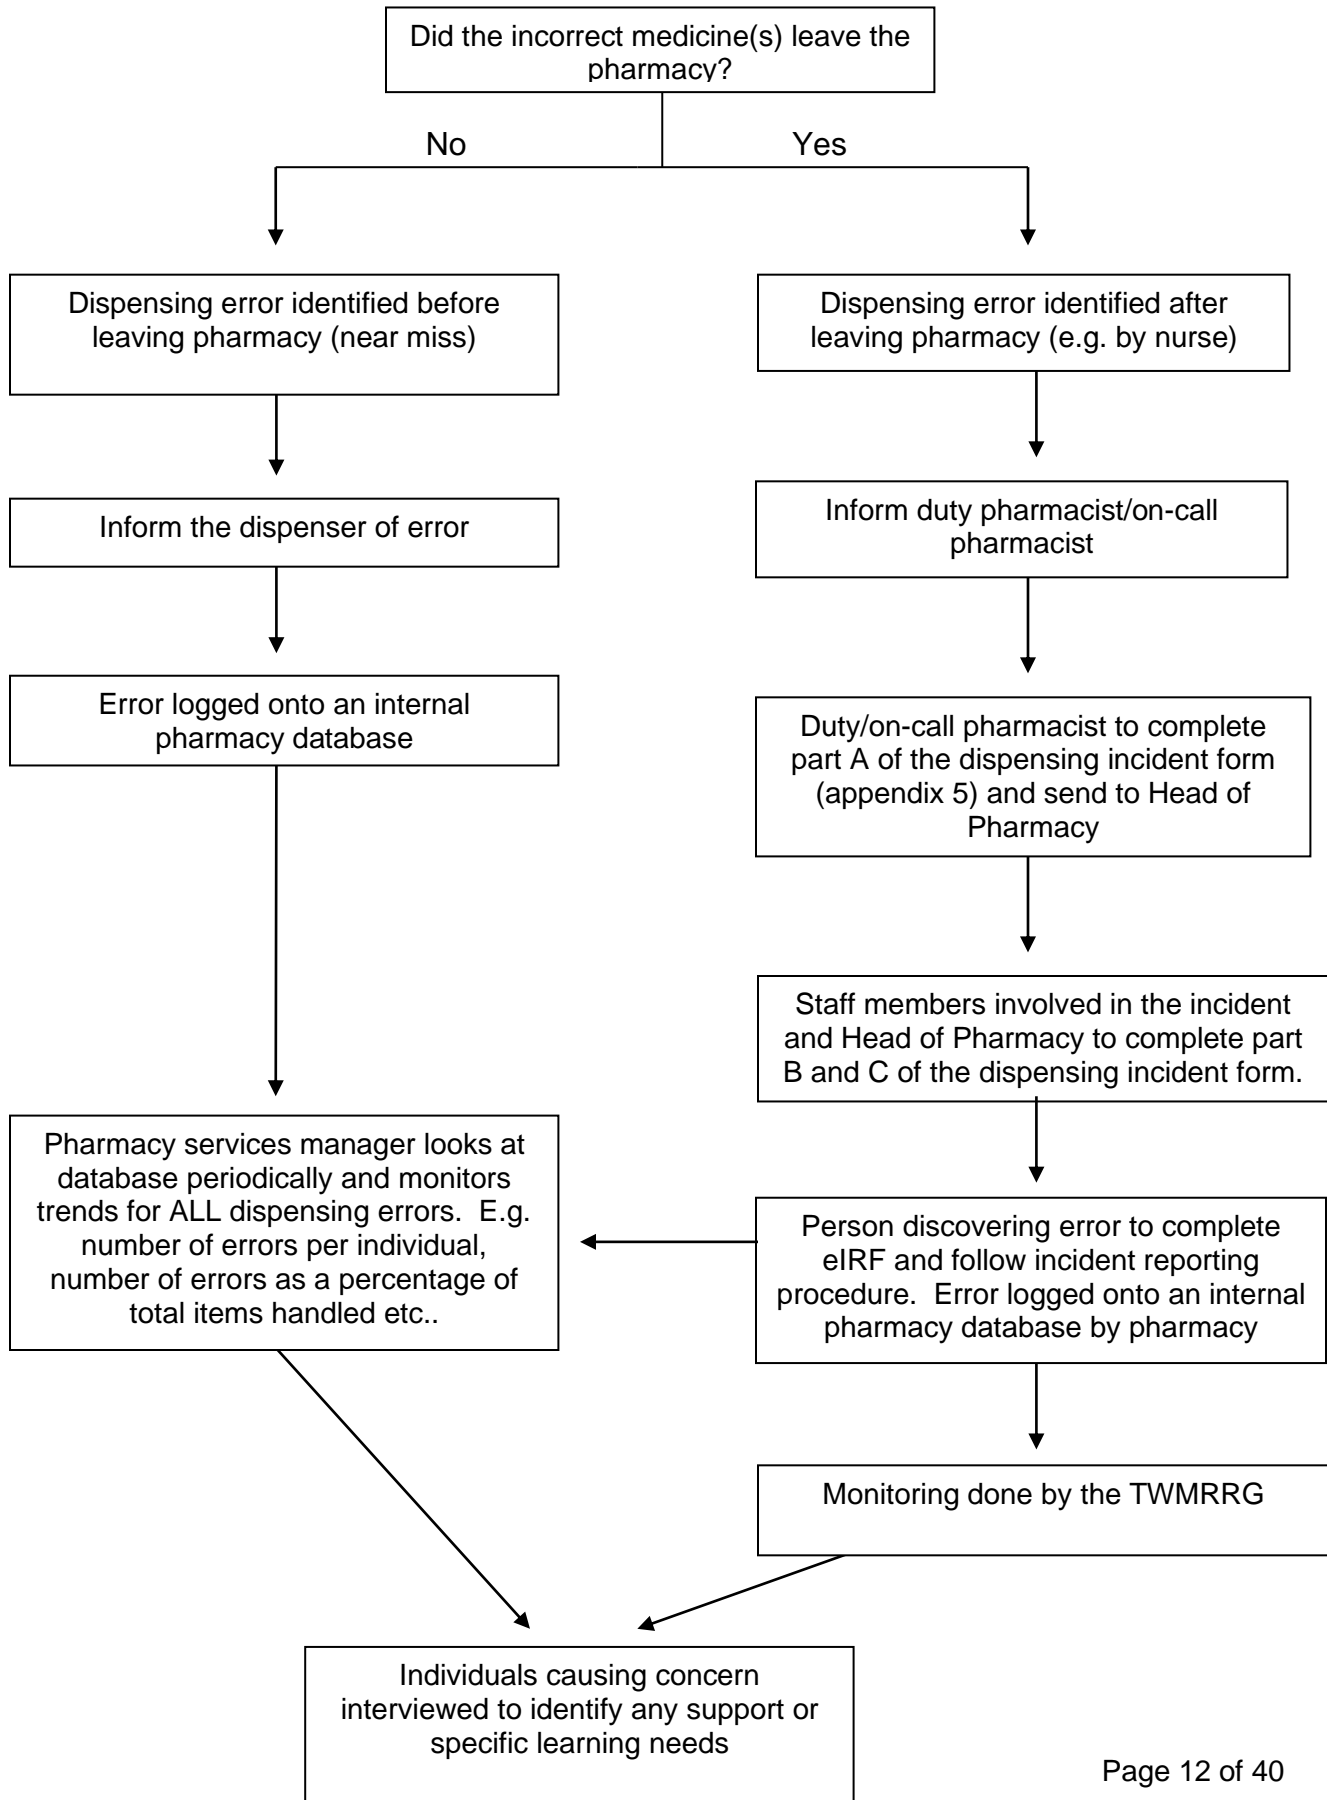 Did the incorrect medicine(s) leave the
pharmacy?
No
Yes
Dispensing error identified before
leaving pharmacy (near miss)
Dispensing error identified after
leaving pharmacy (e.g. by nurse)
Inform the dispenser of error
Inform duty pharmacist/on-call
pharmacist
Error logged onto an internal
pharmacy database
Duty/on-call pharmacist to complete
part A of the dispensing incident form
(appendix 5) and send to Head of
Pharmacy
Staff members involved in the incident
and Head of Pharmacy to complete part
B and C of the dispensing incident form.
Pharmacy services manager looks at
database periodically and monitors
trends for ALL dispensing errors.  E.g.
number of errors per individual,
number of errors as a percentage of
total items handled etc..
Person discovering error to complete
eIRF and follow incident reporting
procedure.  Error logged onto an internal
pharmacy database by pharmacy
Monitoring done by the TWMRRG
Individuals causing concern
interviewed to identify any support or
specific learning needs
Page 12 of 40